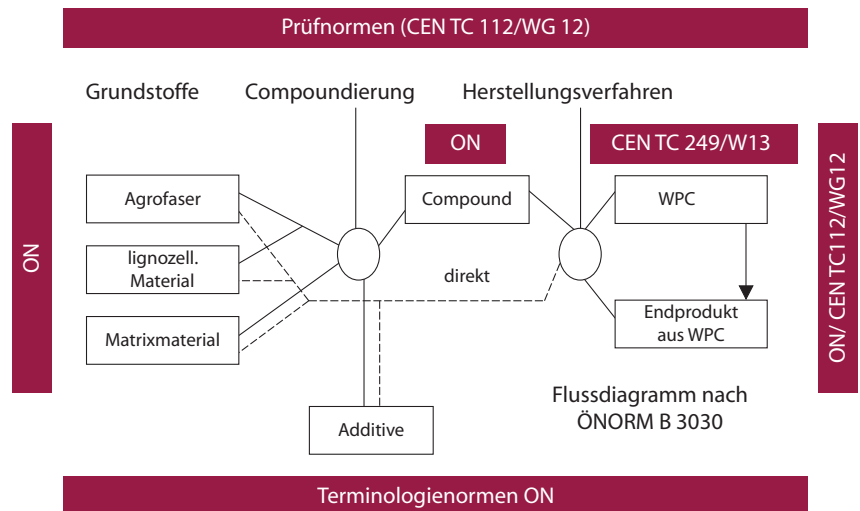 Prüfnormen (CEN TC 112/WG 12)
Grundstoffe
Compoundierung
Herstellungsverfahren
ON
CEN TC 249/W13
ON
Agrofaser
Compound
WPC
ON/ CEN TC112/WG12
lignozell.
Material
direkt
Matrixmaterial
Endprodukt
aus WPC
Additive
Flussdiagramm nach
ÖNORM B 3030
Terminologienormen ON